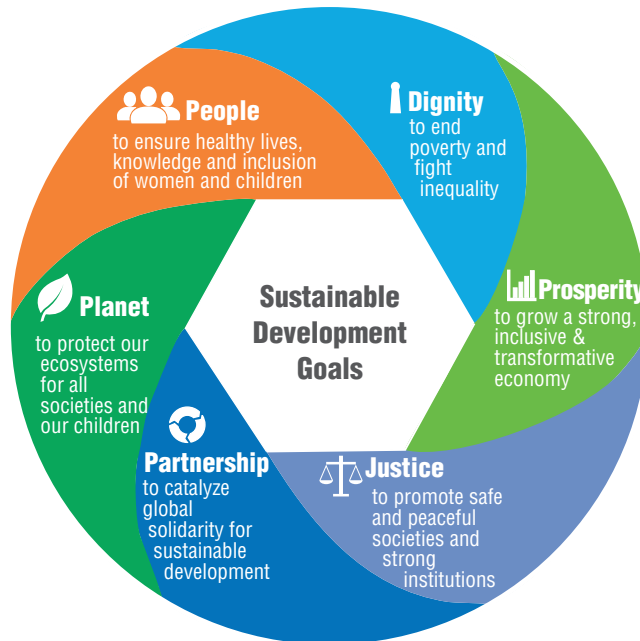 People
to ensure healthy lives,
knowledge and inclusion
of women and children
Dignity
to end
poverty and
fight
inequality
Prosperity
to grow a strong,
inclusive &
transformative
economy
Justice
to promote safe
and peaceful
societies and
strong
institutions
Partnership
to catalyze
global
solidarity for
sustainable
development
Planet
to protect our
ecosystems
for all
societies and
our children
Sustainable
Development
Goals